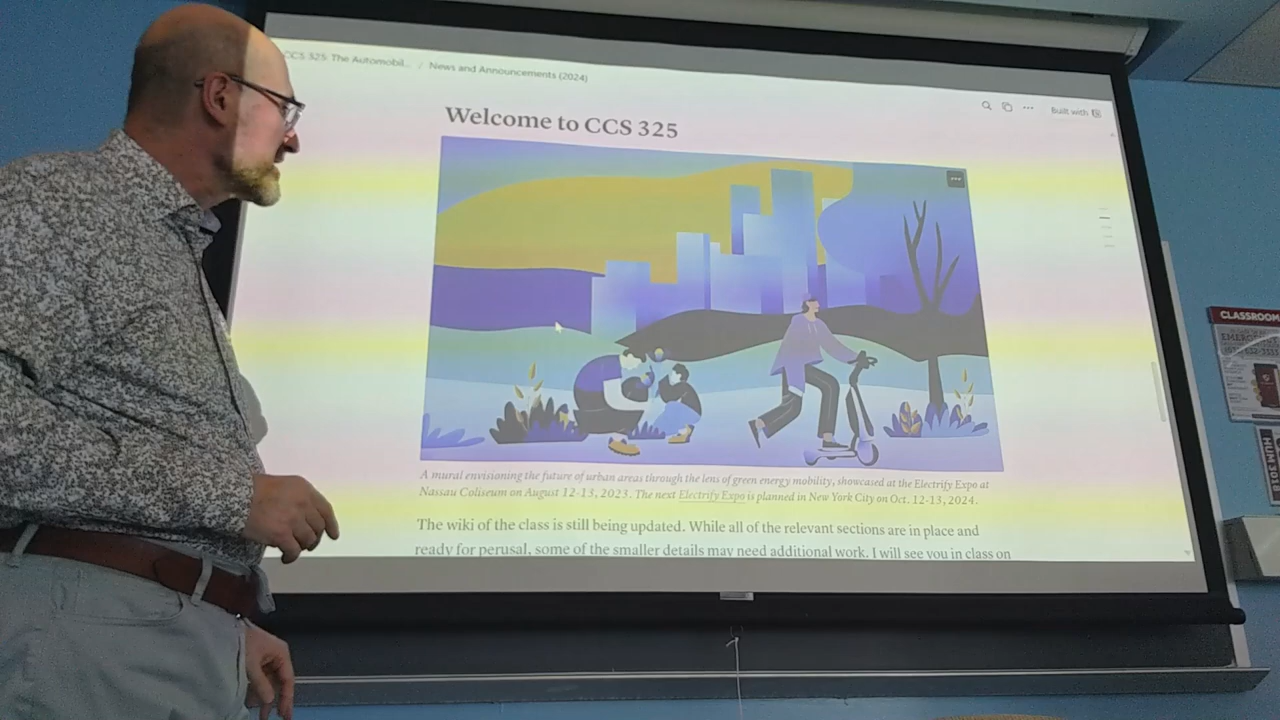 CCS 325: The Automobil... / News and Announcements (2024)
Built with
Welcome to CCS 325
A mural envisioning the future of urban areas through the lens of green energy mobility, showcased at the Electrify Expo at
Nassau Coliseum on August 12-13, 2023. The next Electrify Expo is planned in New York City on Oct. 12-13, 2024.
The wiki of the class is still being updated. While all of the relevant sections are in place and
ready for perusal, some of the smaller details may need additional work. I will see you in class on
CLASSROOM